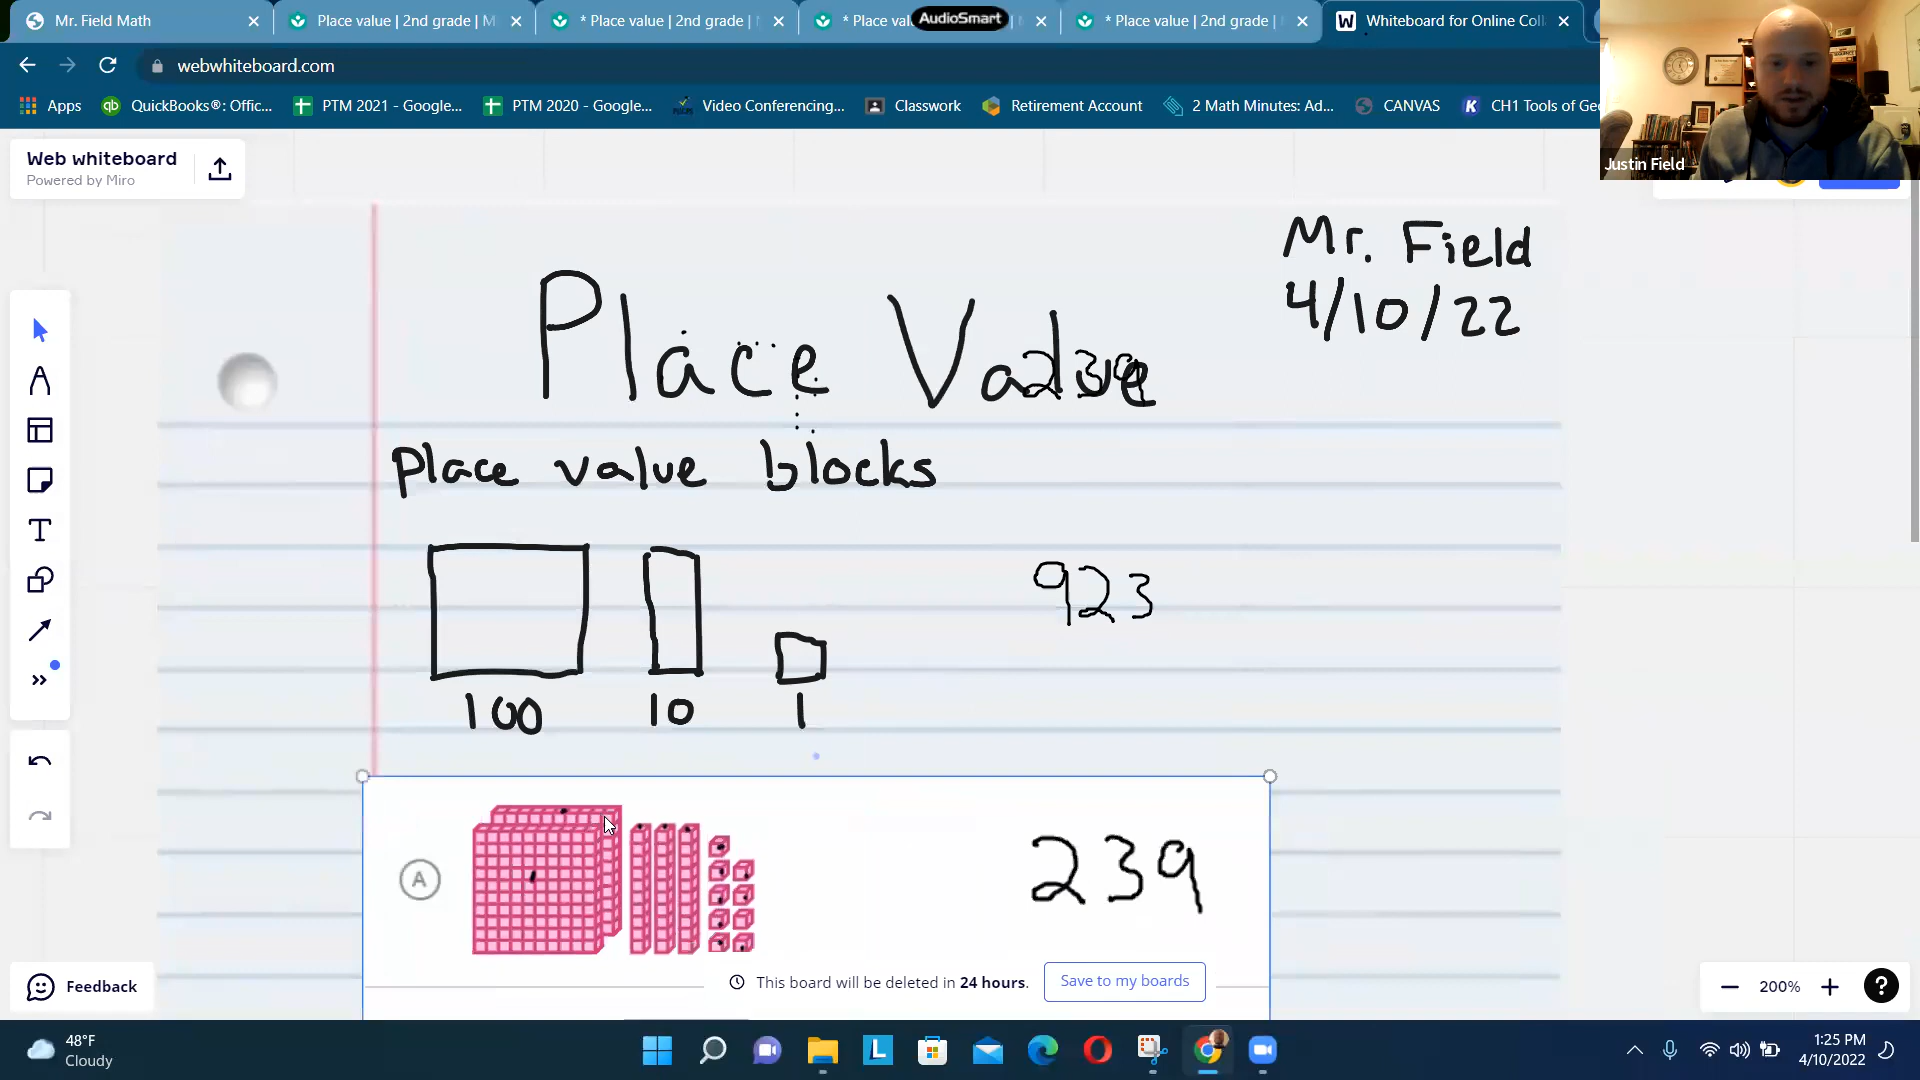 Mr. Field Math
Place value | 2nd grade | M
* Place value | 2nd grade |
* Place val
AudioSmart
* Place value | 2nd grade |
Whiteboard for Online Coll
webwhiteboard.com
Apps
QuickBooks®: Offic...
PTM 2021 - Google...
PTM 2020 - Google...
Video Conferencing...
Classwork
Retirement Account
2 Math Minutes: Ad...
CANVAS
CH1 Tools of Geo
Justin Field
Web whiteboard
Powered by Miro
Mr. Field
4/10/22
Place Value
239
place value blocks
923
100 10 1
A
239
This board will be deleted in 24 hours.
Save to my boards
Feedback
200%
48°F
Cloudy
1:25 PM
4/10/2022